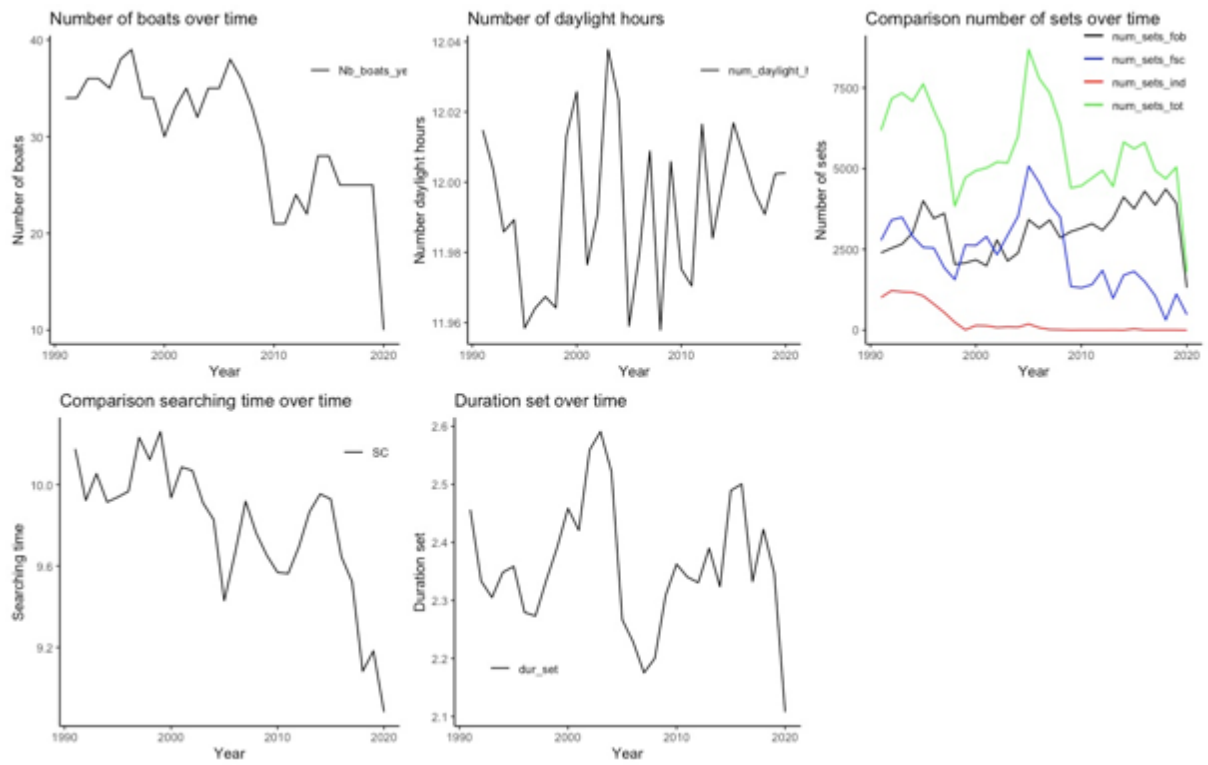 Number of boats over time
40
30
20
10
Number of boats
Nb_boats_ye
1990
2000
2010
2020
Year
Number of daylight hours
12.04
12.02
12.00
11.98
11.96
Number daylight hours
num_daylight_h
1990
2000
2010
2020
Year
Comparison number of sets over time
num_sets_fob
num_sets_fsc
num_sets_ind
num_sets_tot
7500
5000
2500
0
Number of sets
1990
2000
2010
2020
Year
Comparison searching time over time
10.0
9.6
9.2
Searching time
SC
1990
2000
2010
2020
Year
Duration set over time
2.6
2.5
2.4
2.3
2.2
2.1
Duration set
dur_set
1990
2000
2010
2020
Year